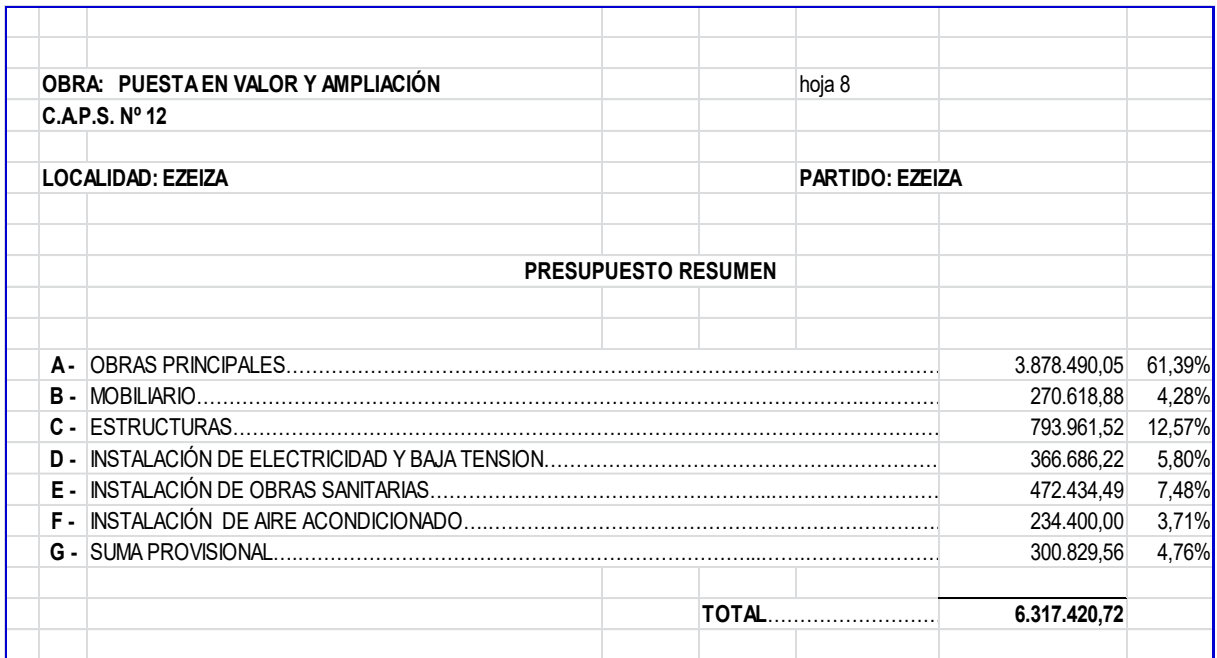 OBRA: PUESTA EN VALOR Y AMPLIACIÓN hoja 8
C.A.P.S. Nº 12
LOCALIDAD: EZEIZA PARTIDO: EZEIZA
PRESUPUESTO RESUMEN
A - OBRAS PRINCIPALES 3.878.490,05 61,39%
B - MOBILIARIO 270.618,88 4,28%
C - ESTRUCTURAS 793.961,52 12,57%
D - INSTALACIÓN DE ELECTRICIDAD Y BAJA TENSION 366.686,22 5,80%
E - INSTALACIÓN DE OBRAS SANITARIAS 472.434,49 7,48%
F - INSTALACIÓN DE AIRE ACONDICIONADO 234.400,00 3,71%
G - SUMA PROVISIONAL 300.829,56 4,76%
TOTAL 6.317.420,72